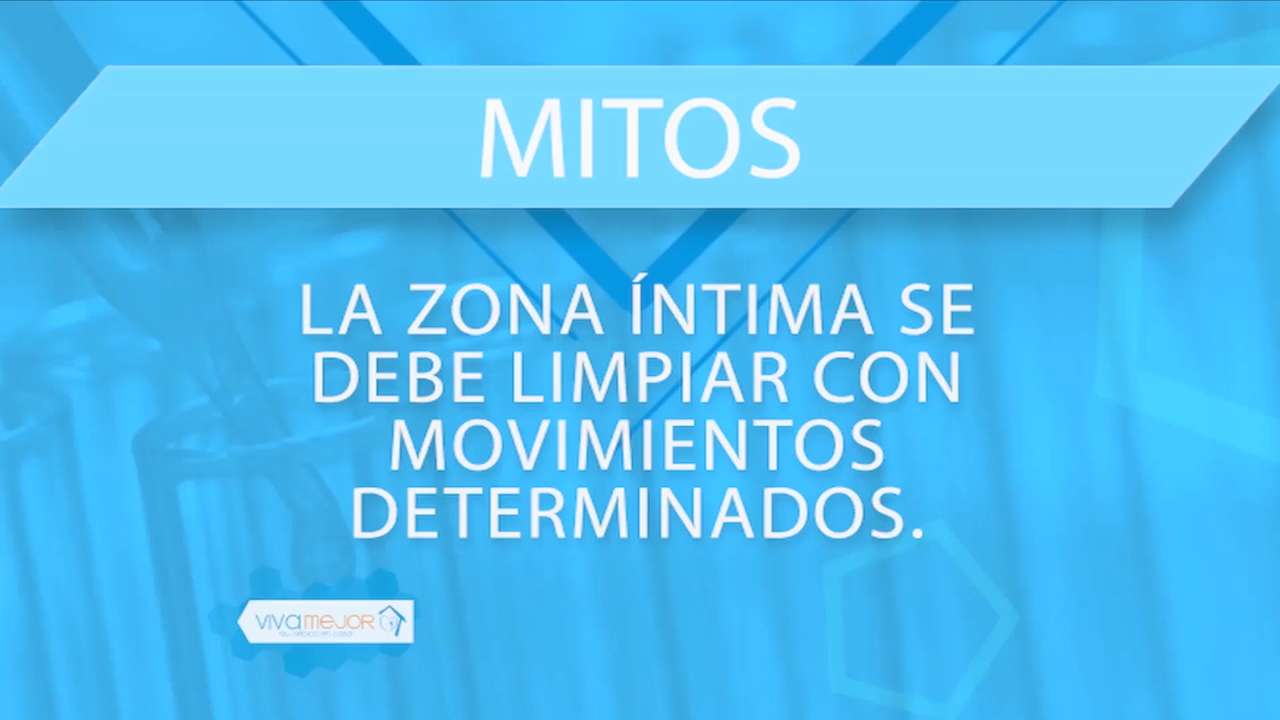 MITOS
LA ZONA ÍNTIMA SE
DEBE LIMPIAR CON
MOVIMIENTOS
DETERMINADOS.
VIVAMEJOR